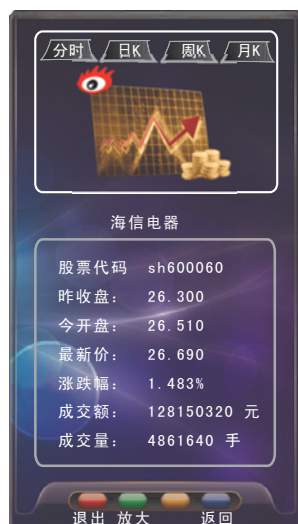 分时 日K 周K 月K
海信电器
股票代码 sh600060
昨收盘： 26.300
今开盘： 26.510
最新价： 26.690
涨跌幅： 1.483%
成交额： 128150320 元
成交量： 4861640 手
退出 放大 返回